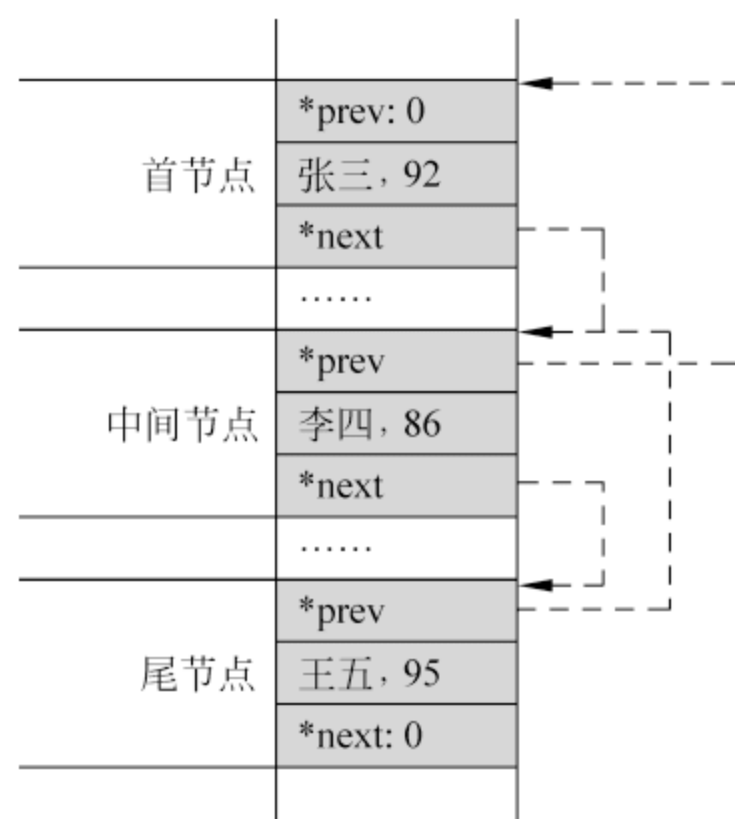 *prev: 0
首节点
张三，92
*next
……
*prev
中间节点
李四，86
*next
……
*prev
尾节点
王五，95
*next: 0